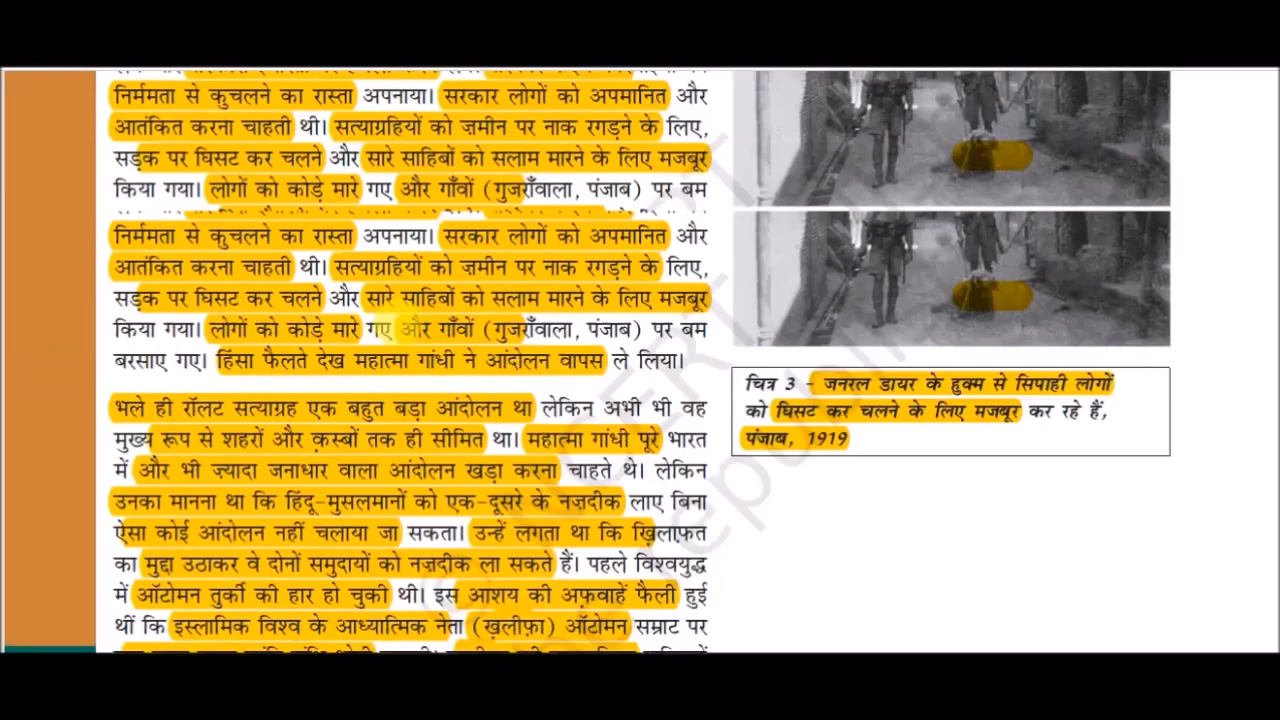 निर्ममता से कुचलने का रास्ता अपनाया। सरकार लोगों को अपमानित और
आतंकित करना चाहती थी। सत्याग्रहियों को ज़मीन पर नाक रगड़ने के लिए,
सड़क पर घिसट कर चलने और सारे साहिबों को सलाम मारने के लिए मजबूर
किया गया। लोगों को कोड़े मारे गए और गाँवों (गुजराँवाला, पंजाब) पर बम
निर्ममता से कुचलने का रास्ता अपनाया। सरकार लोगों को अपमानित और
आतंकित करना चाहती थी। सत्याग्रहियों को ज़मीन पर नाक रगड़ने के लिए,
सड़क पर घिसट कर चलने और सारे साहिबों को सलाम मारने के लिए मजबूर
किया गया। लोगों को कोड़े मारे गए और गाँवों (गुजराँवाला, पंजाब) पर बम
बरसाए गए। हिंसा फैलते देख महात्मा गांधी ने आंदोलन वापस ले लिया।
भले ही रॉलट सत्याग्रह एक बहुत बड़ा आंदोलन था लेकिन अभी भी वह
मुख्य रूप से शहरों और क़स्बों तक ही सीमित था। महात्मा गांधी पूरे भारत
में और भी ज़्यादा जनाधार वाला आंदोलन खड़ा करना चाहते थे। लेकिन
उनका मानना था कि हिंदू-मुसलमानों को एक-दूसरे के नज़दीक लाए बिना
ऐसा कोई आंदोलन नहीं चलाया जा सकता। उन्हें लगता था कि ख़िलाफ़त
का मुद्दा उठाकर वे दोनों समुदायों को नज़दीक ला सकते हैं। पहले विश्वयुद्ध
में ऑटोमन तुर्की की हार हो चुकी थी। इस आशय की अफ़वाहें फैली हुई
थीं कि इस्लामिक विश्व के आध्यात्मिक नेता (ख़लीफ़ा) ऑटोमन सम्राट पर
चित्र 3 – जनरल डायर के हुक्म से सिपाही लोगों
को घिसट कर चलने के लिए मजबूर कर रहे हैं,
पंजाब, 1919